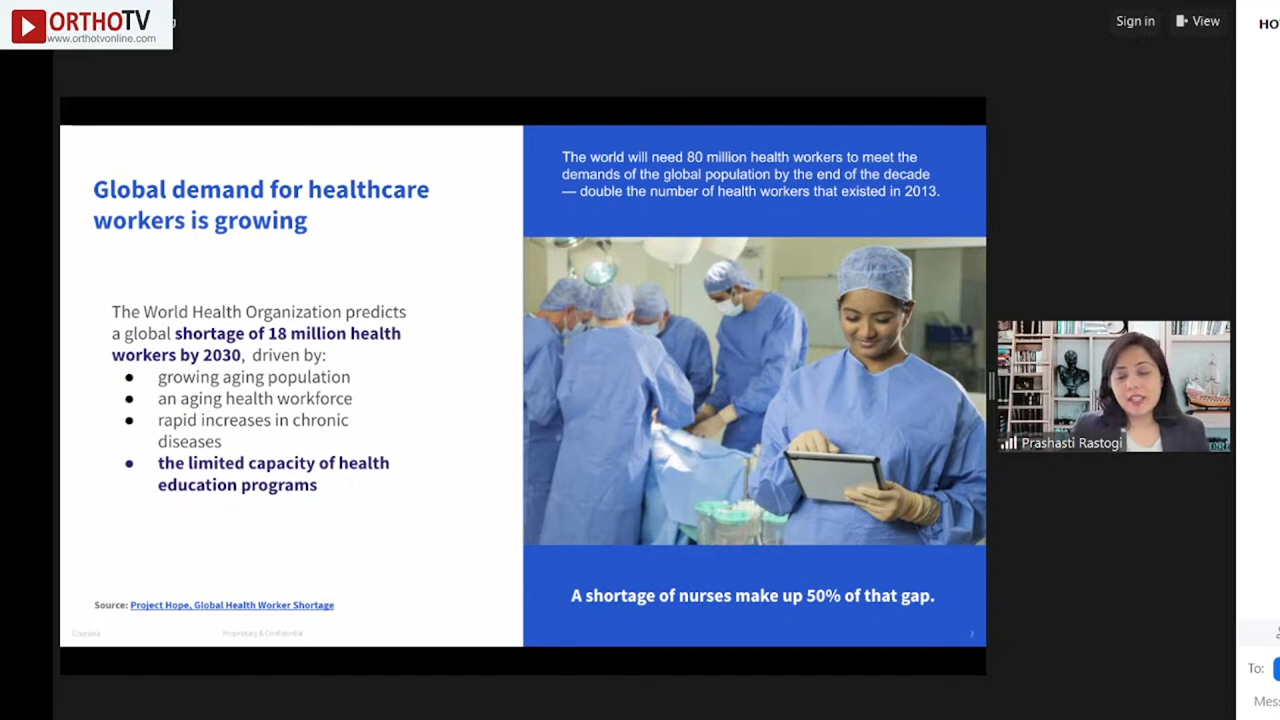 ORTHOTV
www.orthotvonline.com
Sign in
View
Global demand for healthcare
workers is growing
The World Health Organization predicts
a global shortage of 18 million health
workers by 2030, driven by:
● growing aging population
● an aging health workforce
● rapid increases in chronic
diseases
● the limited capacity of health
education programs
Source: Project Hope, Global Health Worker Shortage
Coursera
Proprietary & Confidential
The world will need 80 million health workers to meet the
demands of the global population by the end of the decade
— double the number of health workers that existed in 2013.
A shortage of nurses make up 50% of that gap.
2
Prashasti Rastogi
To: